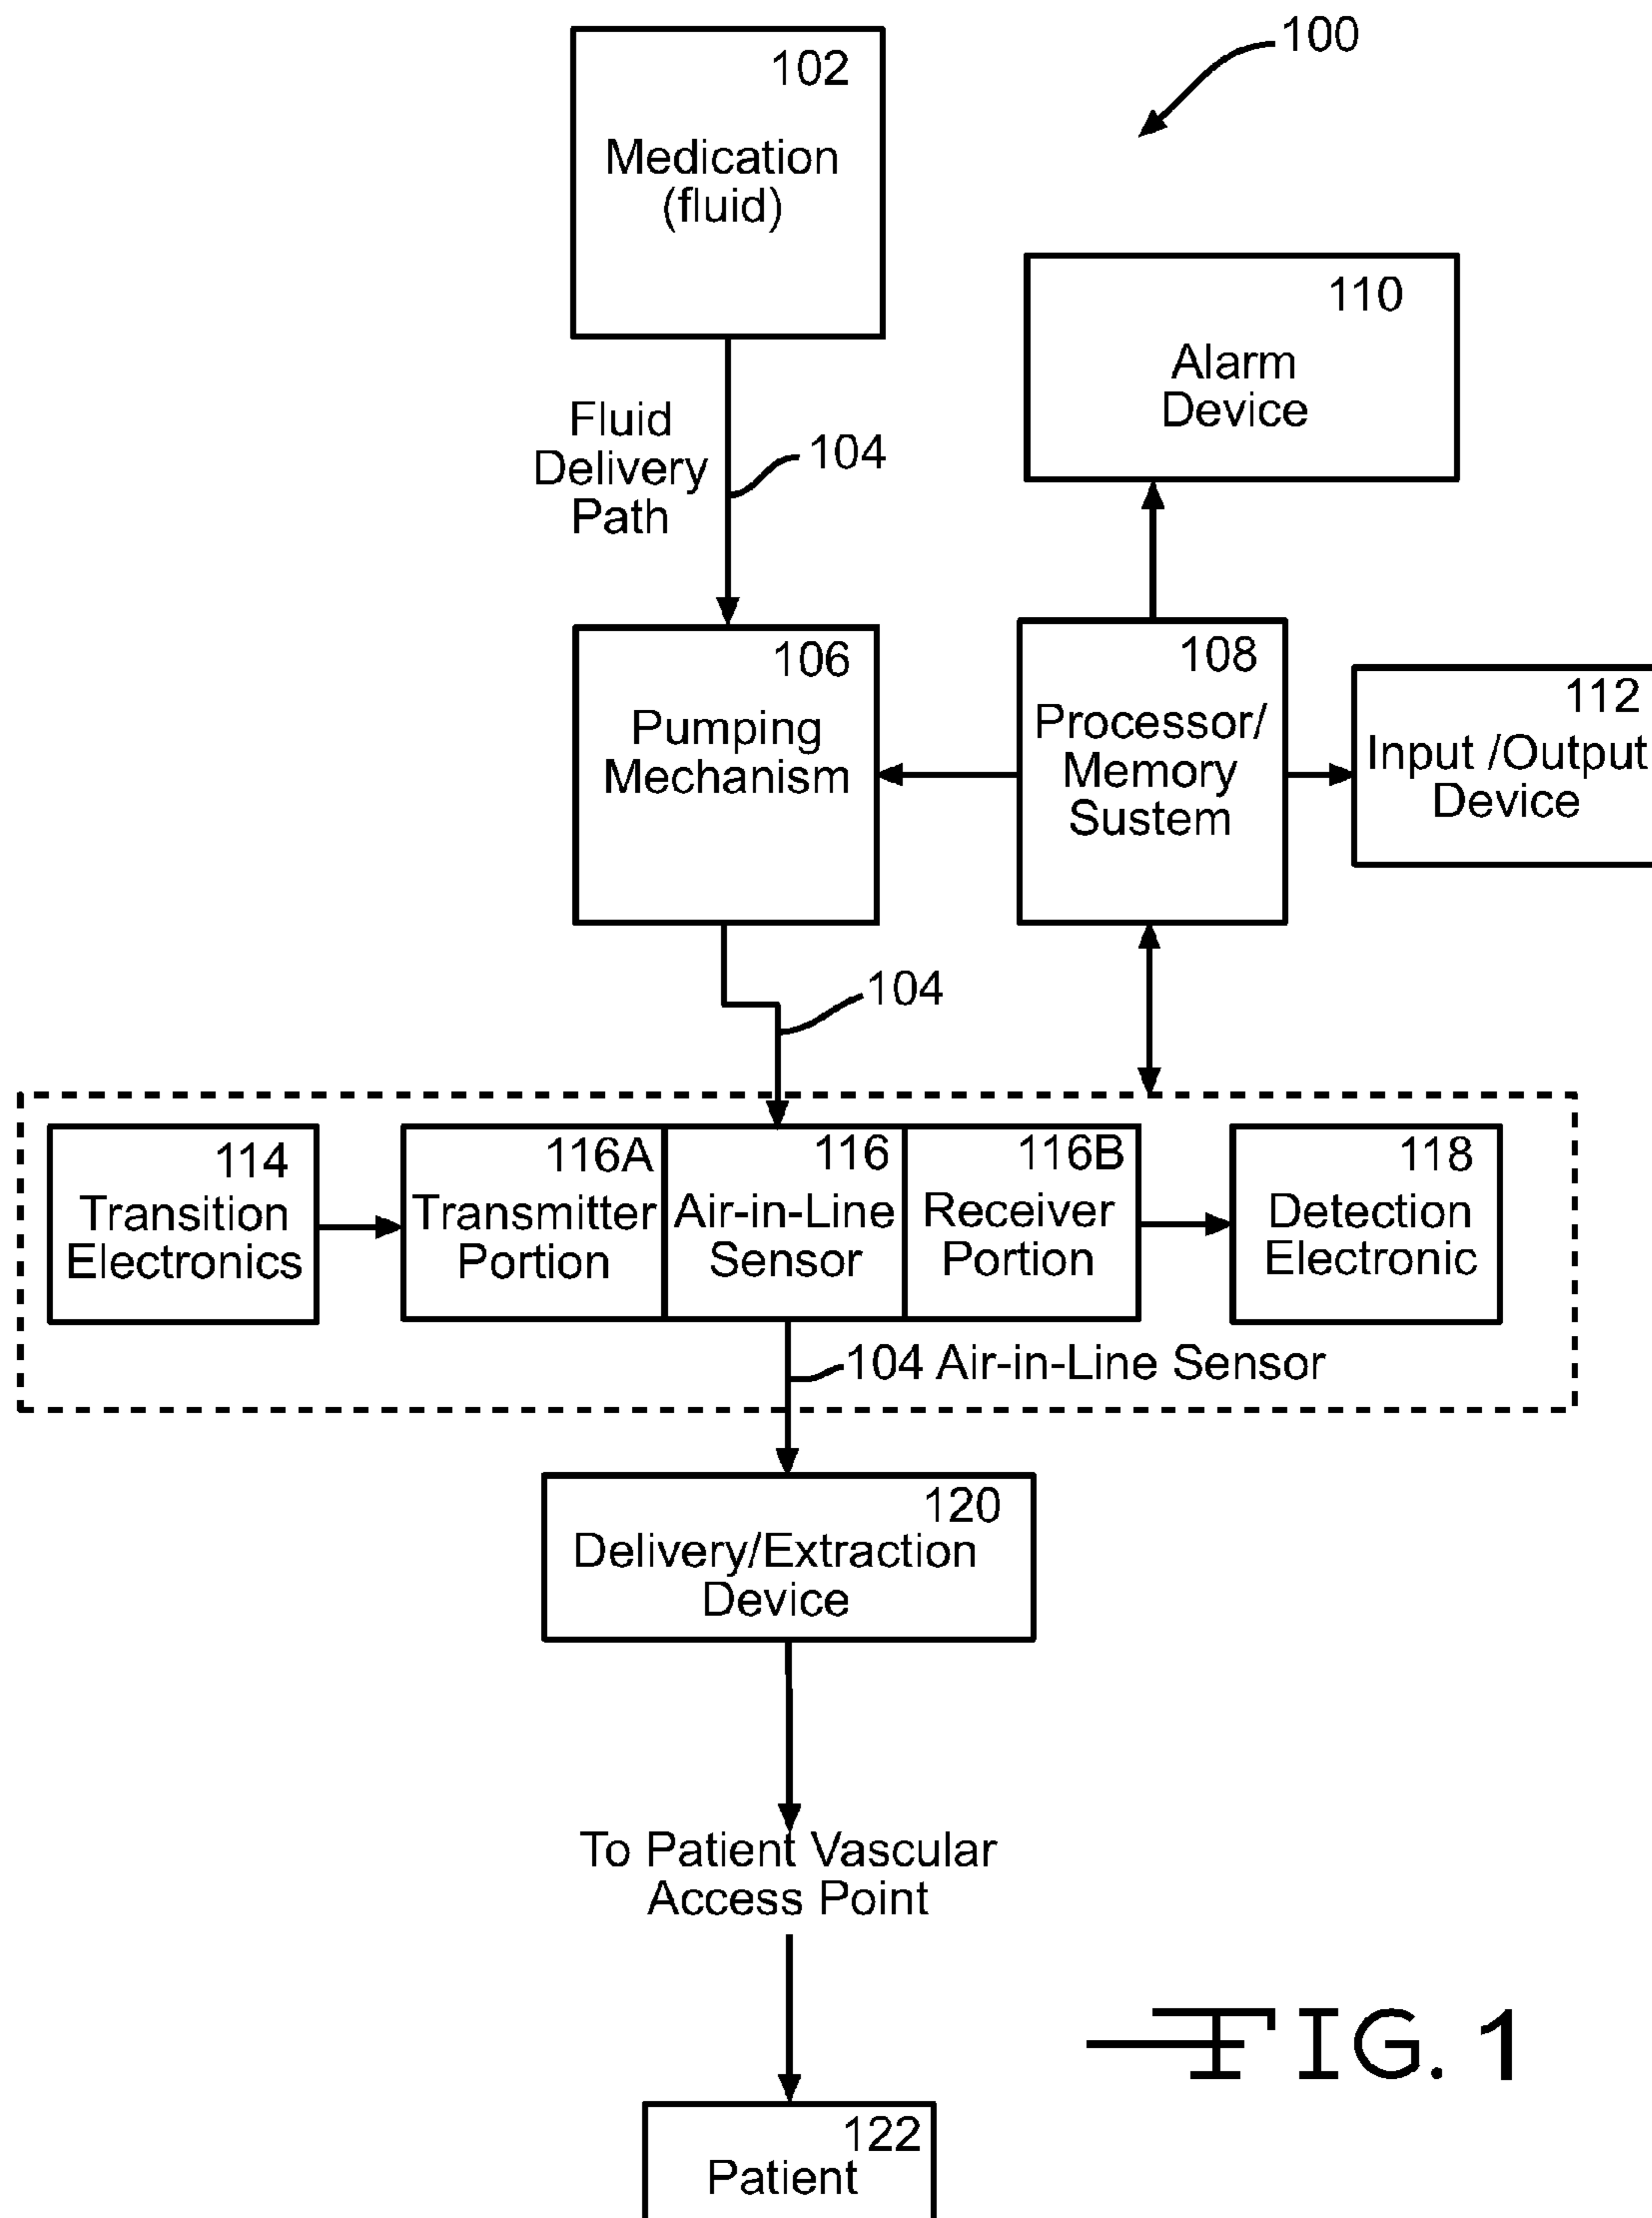 100
102
Medication
(fluid)
110
Alarm
Device
Fluid
Delivery
Path
104
106
Pumping
Mechanism
108
Processor/
Memory
Sustem
112
Input /Output
Device
104
114
Transition
Electronics
116A
Transmitter
Portion
116
Air-in-Line
Sensor
116B
Receiver
Portion
118
Detection
Electronic
104 Air-in-Line Sensor
120
Delivery/Extraction
Device
To Patient Vascular
Access Point
122
Patient
FIG. 1